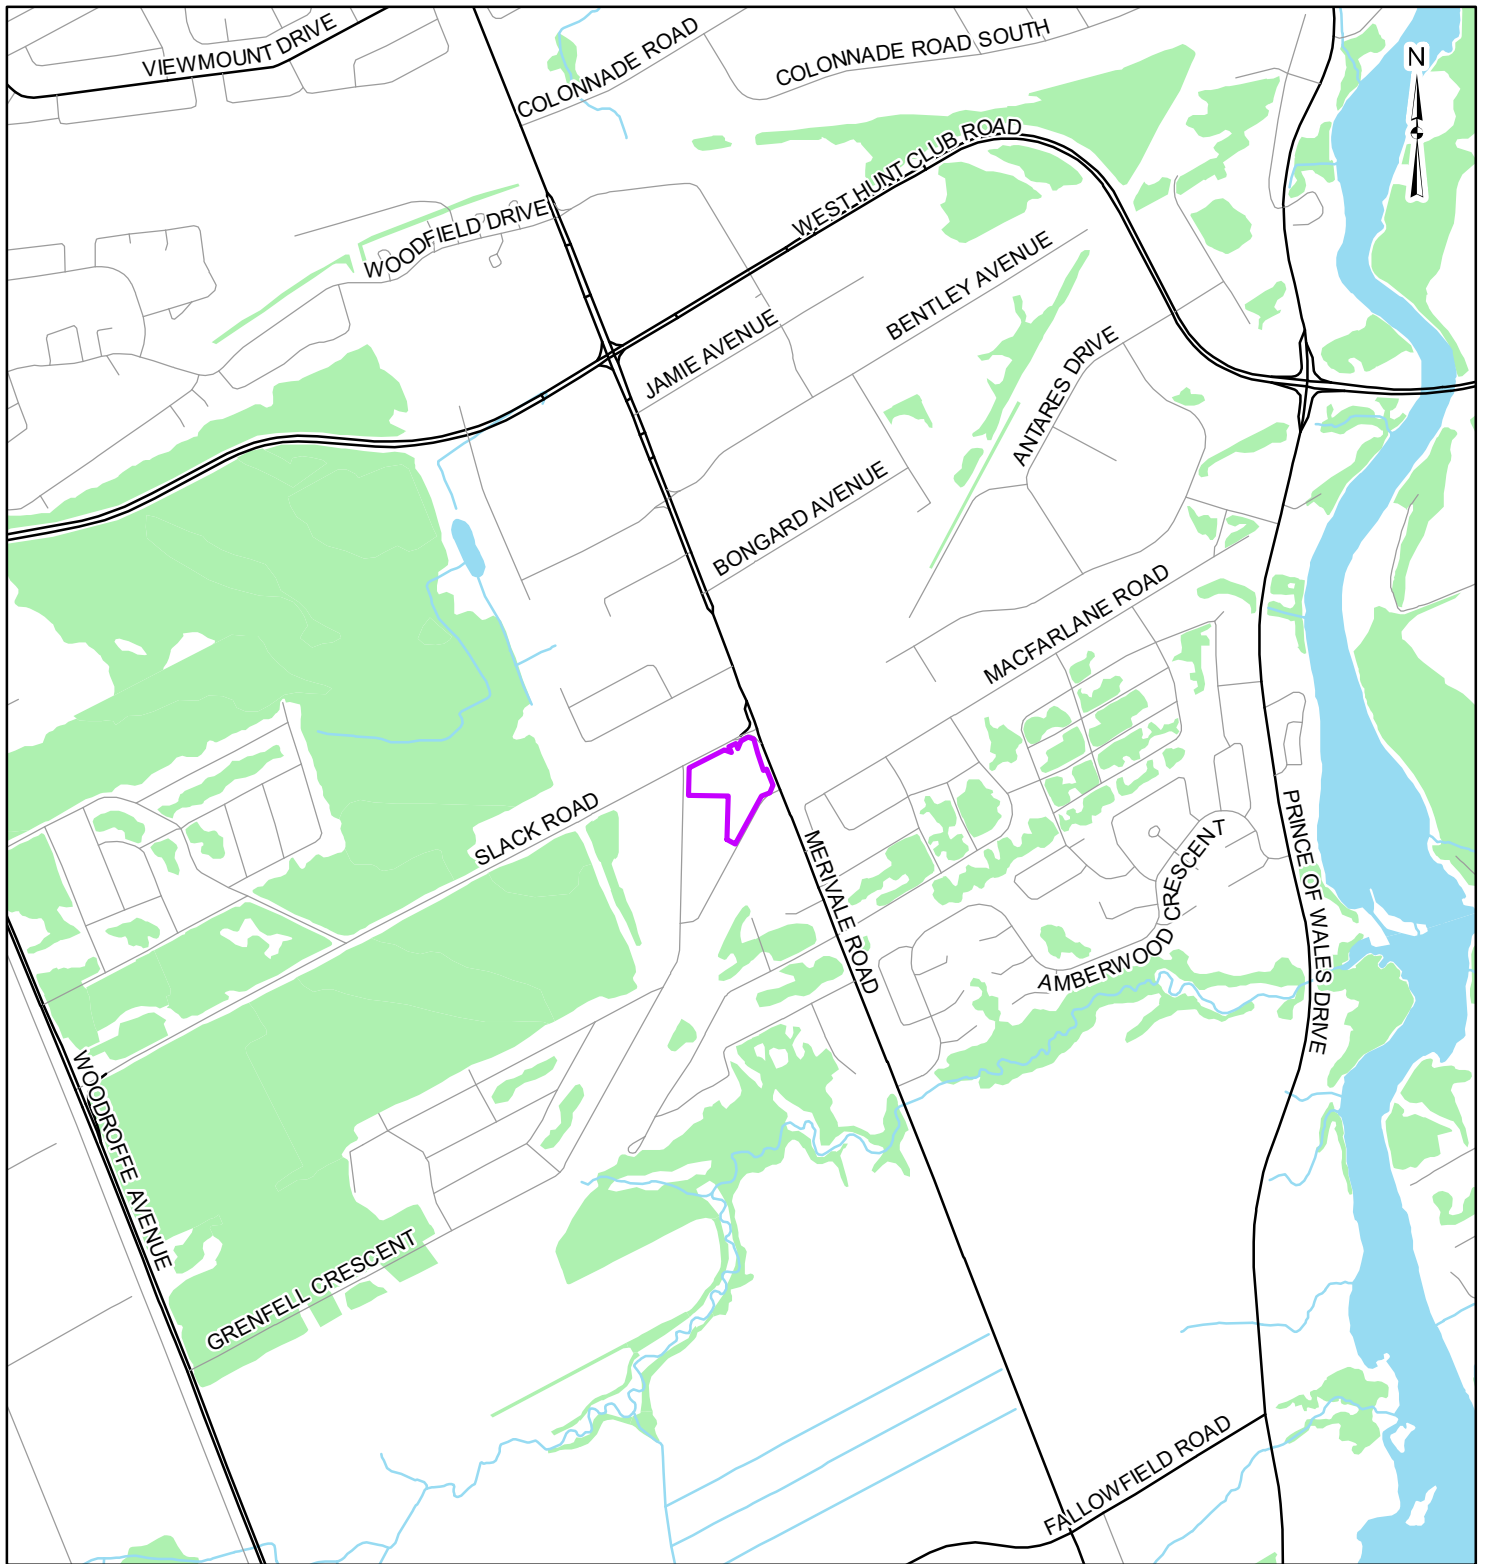 VIEWMOUNT DRIVE
COLONNADE ROAD
COLONNADE ROAD SOUTH
N
WEST HUNT CLUB ROAD
WOODFIELD DRIVE
JAMIE AVENUE
BENTLEY AVENUE
ANTARES DRIVE
BONGARD AVENUE
MACFARLANE ROAD
SLACK ROAD
MERIVALE ROAD
PRINCE OF WALES DRIVE
AMBERWOOD CRESCENT
WOODROFFE AVENUE
GRENFELL CRESCENT
FALLOWFIELD ROAD